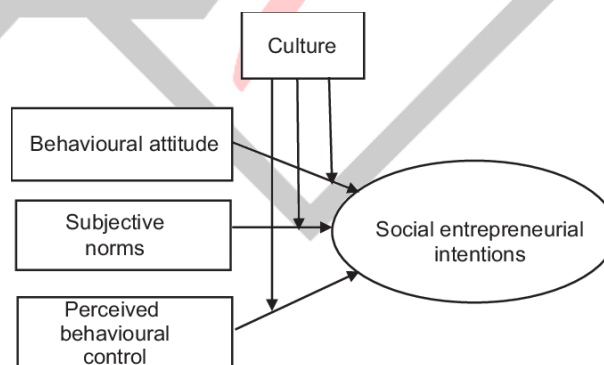 Culture
Behavioural attitude
Subjective
norms
Social entrepreneurial
intentions
Perceived
behavioural
control